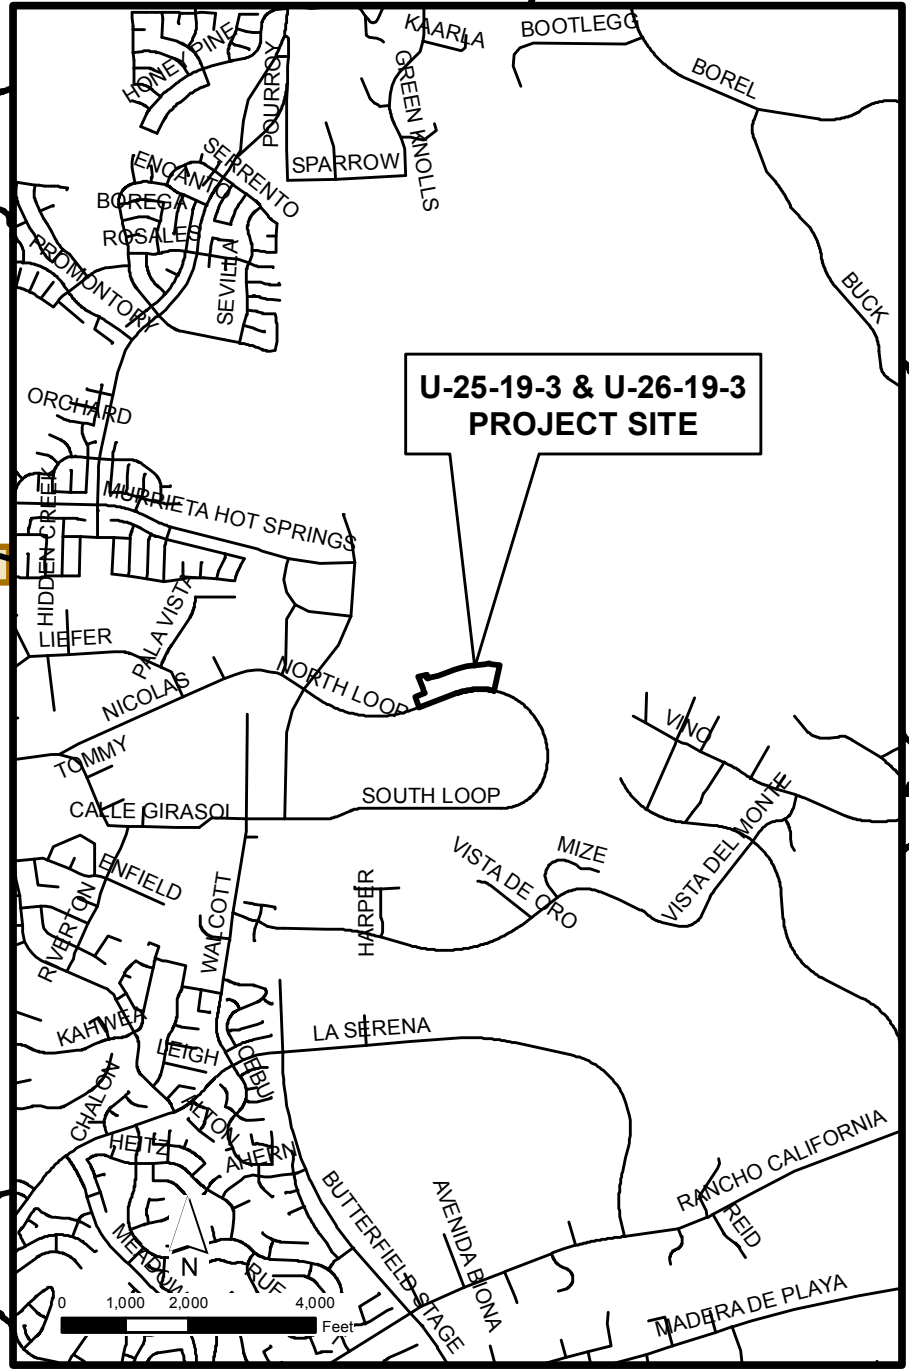 KAARLA
BOOTLEGG
HONEY PINE
POURROY
GREEN KNOLLS
BOREL
SERRENTO
ENCANTO
SPARROW
BOREGA
ROSALES
PROMONTORY
SEVILLA
BUCK
U-25-19-3 & U-26-19-3
PROJECT SITE
ORCHARD
MURRIETA HOT SPRINGS
HIDDEN CREEK
PALA VISTA
LIEFER
NORTH LOOP
NICOLAS
VINO
TOMMY
SOUTH LOOP
CALLE GIRASOL
VISTA DEL MONTE
MIZE
VISTA DE ORO
ENFIELD
HARPER
WALCOTT
RIVERTON
KAHWEA
LA SERENA
LEIGH
CEBU
CHALON
ALTON
HEITZ
AHERN
RANCHO CALIFORNIA
REID
BUTTERFIELD STAGE
AVENIDA BIONA
N
RUE
MADERA DE PLAYA
0 1,000 2,000 4,000
Feet